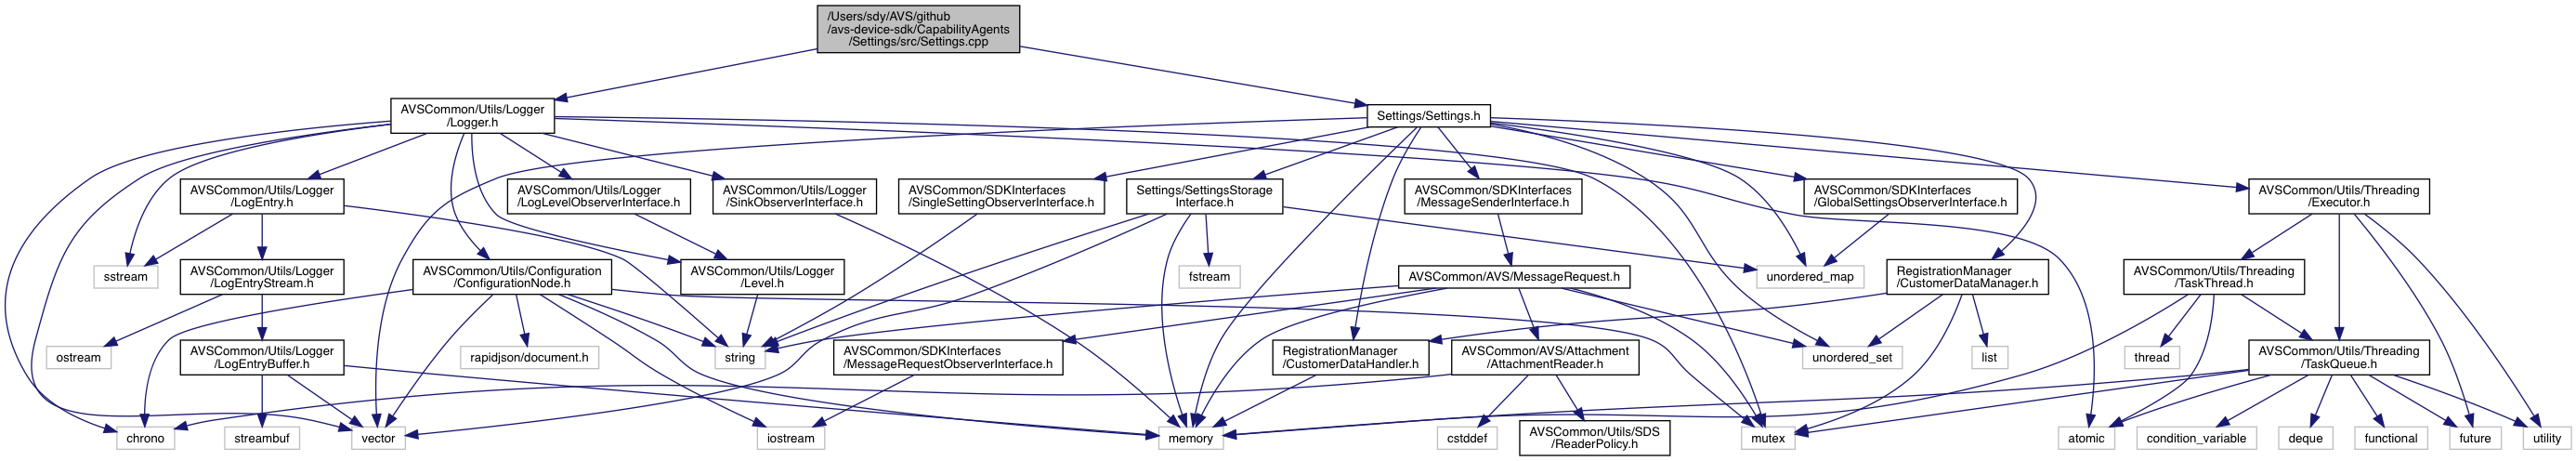 /Users/sdy/AVS/github
/avs-device-sdk/CapabilityAgents
/Settings/src/Settings.cpp
AVSCommon/Utils/Logger
/Logger.h
Settings/Settings.h
AVSCommon/Utils/Logger
/LogEntry.h
AVSCommon/Utils/Logger
/LogLevelObserverInterface.h
AVSCommon/Utils/Logger
/SinkObserverInterface.h
AVSCommon/SDKInterfaces
/SingleSettingObserverInterface.h
Settings/SettingsStorage
Interface.h
AVSCommon/SDKInterfaces
/MessageSenderInterface.h
AVSCommon/SDKInterfaces
/GlobalSettingsObserverInterface.h
AVSCommon/Utils/Threading
/Executor.h
sstream
AVSCommon/Utils/Logger
/LogEntryStream.h
AVSCommon/Utils/Configuration
/ConfigurationNode.h
AVSCommon/Utils/Logger
/Level.h
fstream
AVSCommon/AVS/MessageRequest.h
unordered_map
RegistrationManager
/CustomerDataManager.h
AVSCommon/Utils/Threading
/TaskThread.h
ostream
AVSCommon/Utils/Logger
/LogEntryBuffer.h
rapidjson/document.h
string
AVSCommon/SDKInterfaces
/MessageRequestObserverInterface.h
RegistrationManager
/CustomerDataHandler.h
AVSCommon/AVS/Attachment
/AttachmentReader.h
unordered_set
list
thread
AVSCommon/Utils/Threading
/TaskQueue.h
chrono
streambuf
vector
iostream
memory
cstddef
AVSCommon/Utils/SDS
/ReaderPolicy.h
mutex
atomic
condition_variable
deque
functional
future
utility